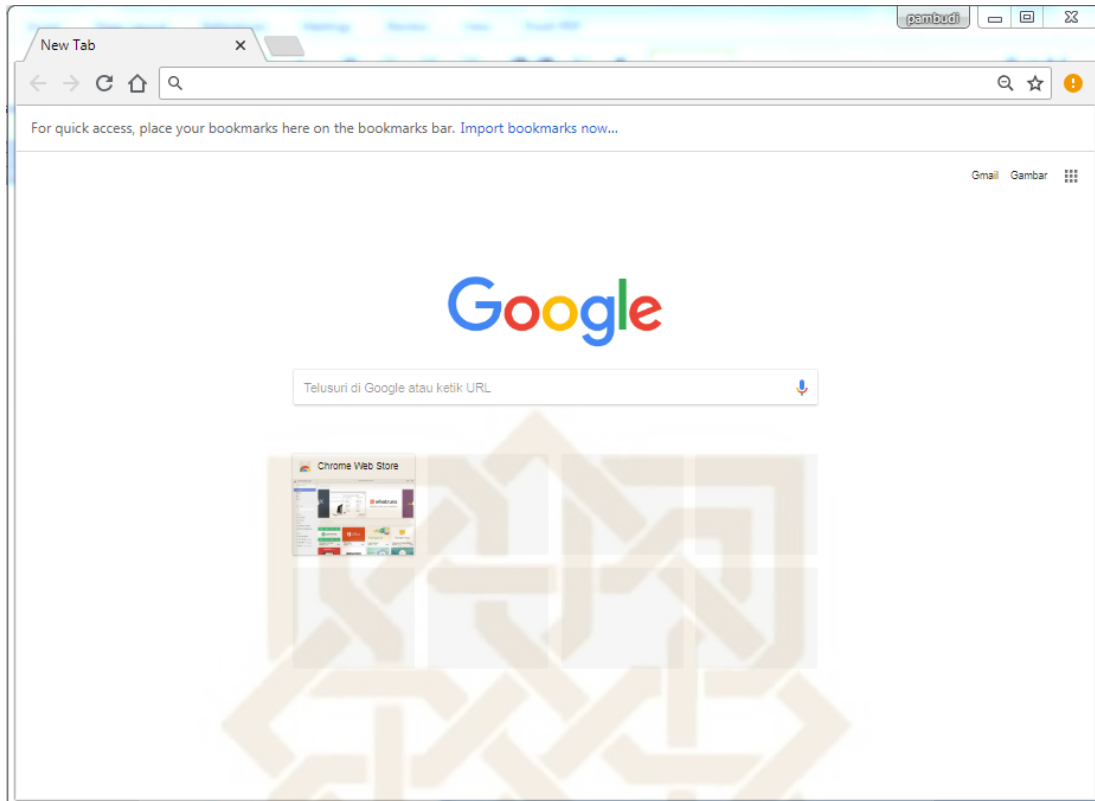 pambudi
New Tab
For quick access, place your bookmarks here on the bookmarks bar. Import bookmarks now...
Gmail Gambar
Google
Telusuri di Google atau ketik URL
Chrome Web Store